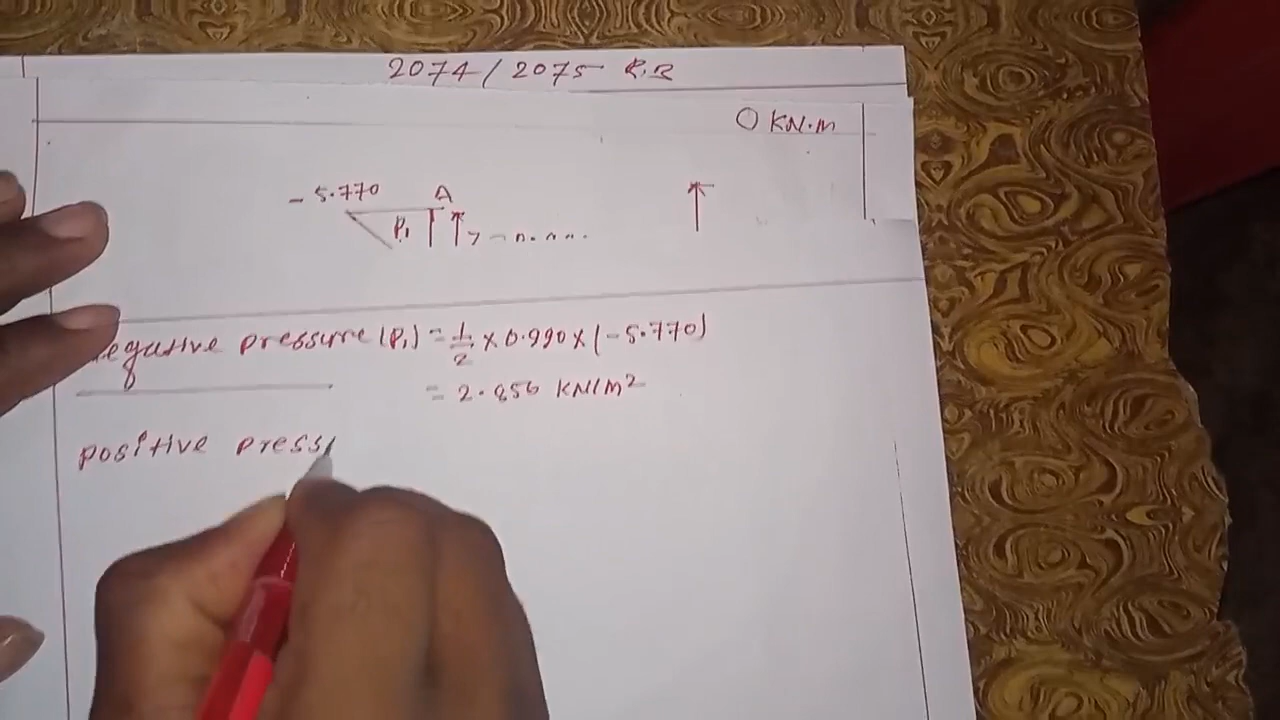 2074/2075 R.B
0 KN.m
- 5.770 A
P₁
Negative pressure (P₁) = 1/2 × 0.990 × (-5.770)
= 2.856 KN/m²
positive press